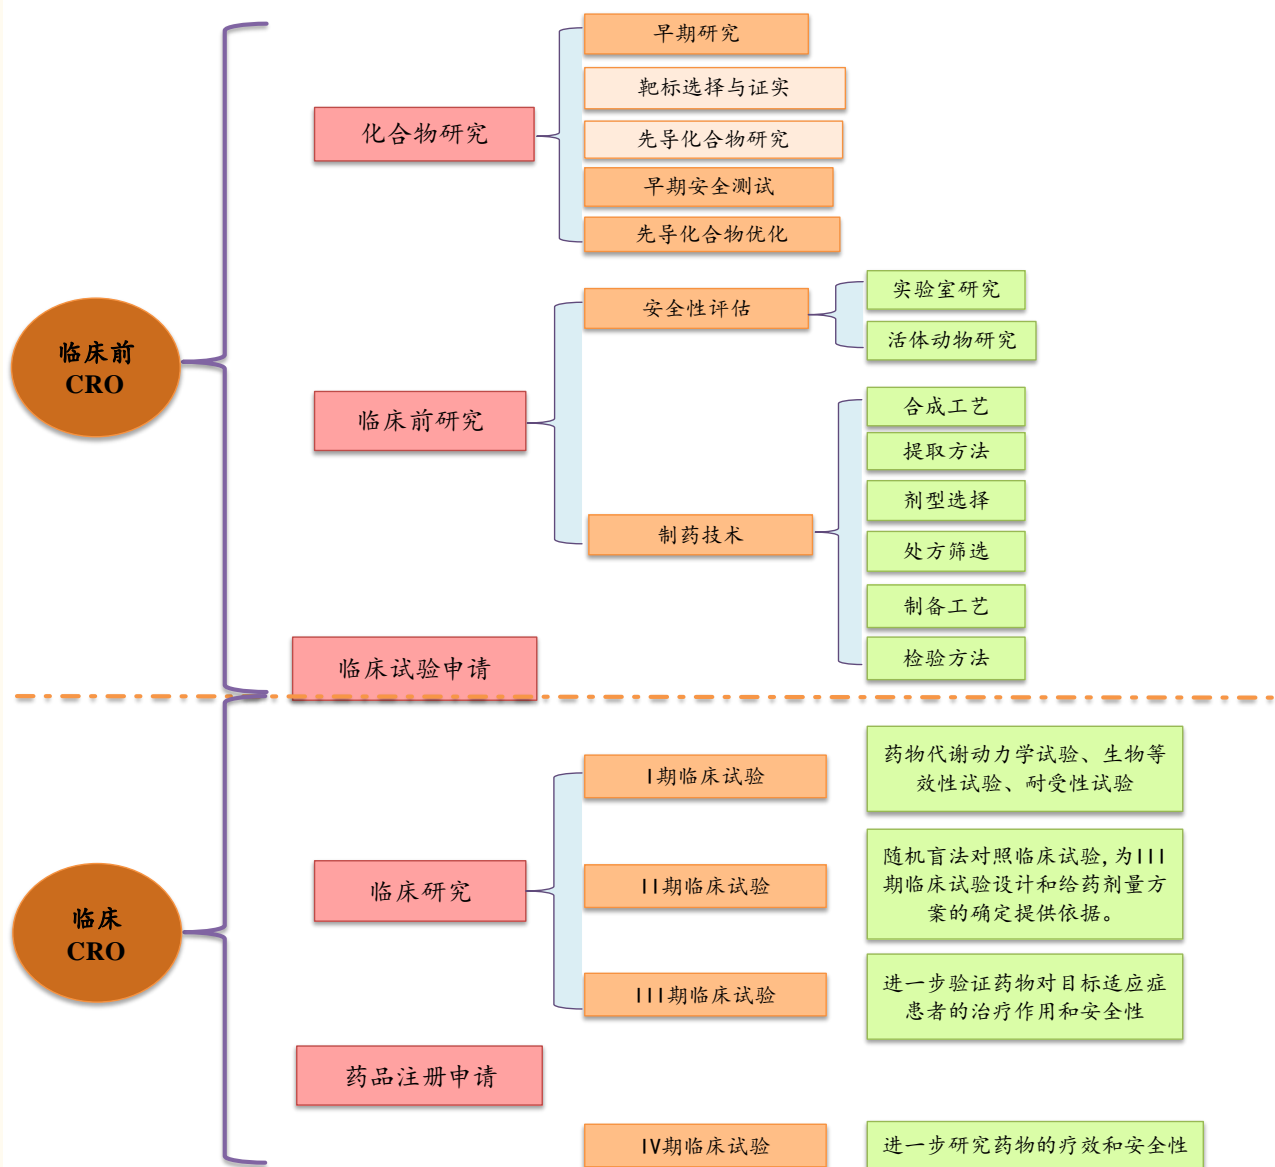 早期研究
靶标选择与证实
化合物研究
先导化合物研究
早期安全测试
先导化合物优化
临床前
CRO
安全性评估
实验室研究
活体动物研究
临床前研究
合成工艺
提取方法
剂型选择
制药技术
处方筛选
制备工艺
检验方法
临床试验申请
临床
CRO
I期临床试验
药物代谢动力学试验、生物等
效性试验、耐受性试验
临床研究
II期临床试验
随机盲法对照临床试验,为III
期临床试验设计和给药剂量方
案的确定提供依据。
III期临床试验
进一步验证药物对目标适应症
患者的治疗作用和安全性
药品注册申请
IV期临床试验
进一步研究药物的疗效和安全性